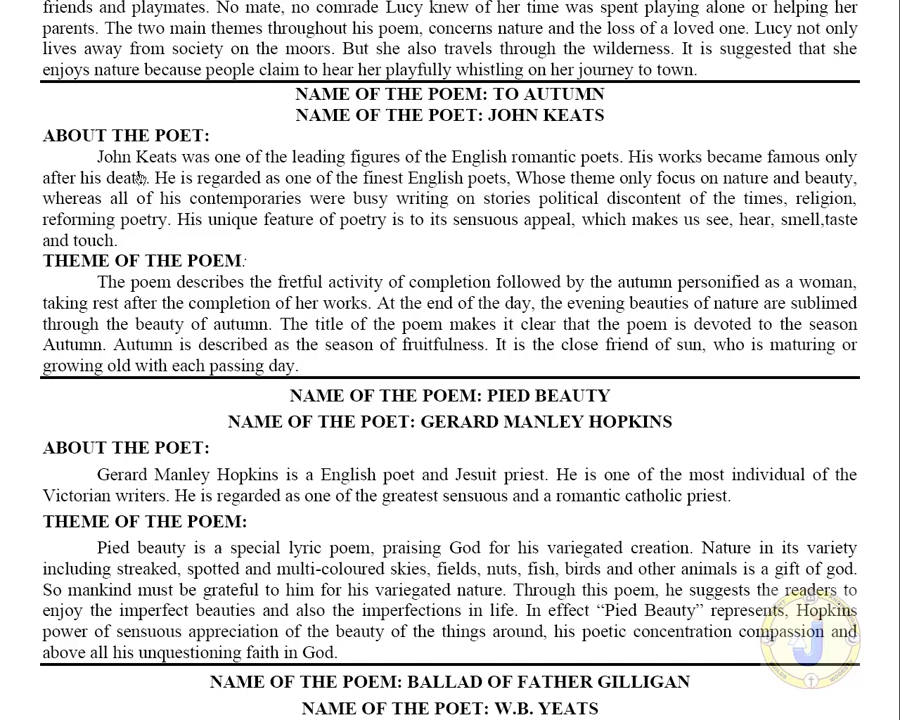 friends and playmates. No mate, no comrade Lucy knew of her time was spent playing alone or helping her
parents. The two main themes throughout his poem, concerns nature and the loss of a loved one. Lucy not only
lives away from society on the moors. But she also travels through the wilderness. It is suggested that she
enjoys nature because people claim to hear her playfully whistling on her journey to town.
NAME OF THE POEM: TO AUTUMN
NAME OF THE POET: JOHN KEATS
ABOUT THE POET:
John Keats was one of the leading figures of the English romantic poets. His works became famous only
after his death. He is regarded as one of the finest English poets, Whose theme only focus on nature and beauty,
whereas all of his contemporaries were busy writing on stories political discontent of the times, religion,
reforming poetry. His unique feature of poetry is to its sensuous appeal, which makes us see, hear, smell,taste
and touch.
THEME OF THE POEM:
The poem describes the fretful activity of completion followed by the autumn personified as a woman,
taking rest after the completion of her works. At the end of the day, the evening beauties of nature are sublimed
through the beauty of autumn. The title of the poem makes it clear that the poem is devoted to the season
Autumn. Autumn is described as the season of fruitfulness. It is the close friend of sun, who is maturing or
growing old with each passing day.
NAME OF THE POEM: PIED BEAUTY
NAME OF THE POET: GERARD MANLEY HOPKINS
ABOUT THE POET:
Gerard Manley Hopkins is a English poet and Jesuit priest. He is one of the most individual of the
Victorian writers. He is regarded as one of the greatest sensuous and a romantic catholic priest.
THEME OF THE POEM:
Pied beauty is a special lyric poem, praising God for his variegated creation. Nature in its variety
including streaked, spotted and multi-coloured skies, fields, nuts, fish, birds and other animals is a gift of god.
So mankind must be grateful to him for his variegated nature. Through this poem, he suggests the readers to
enjoy the imperfect beauties and also the imperfections in life. In effect “Pied Beauty” represents, Hopkins
power of sensuous appreciation of the beauty of the things around, his poetic concentration compassion and
above all his unquestioning faith in God.
NAME OF THE POEM: BALLAD OF FATHER GILLIGAN
NAME OF THE POET: W.B. YEATS